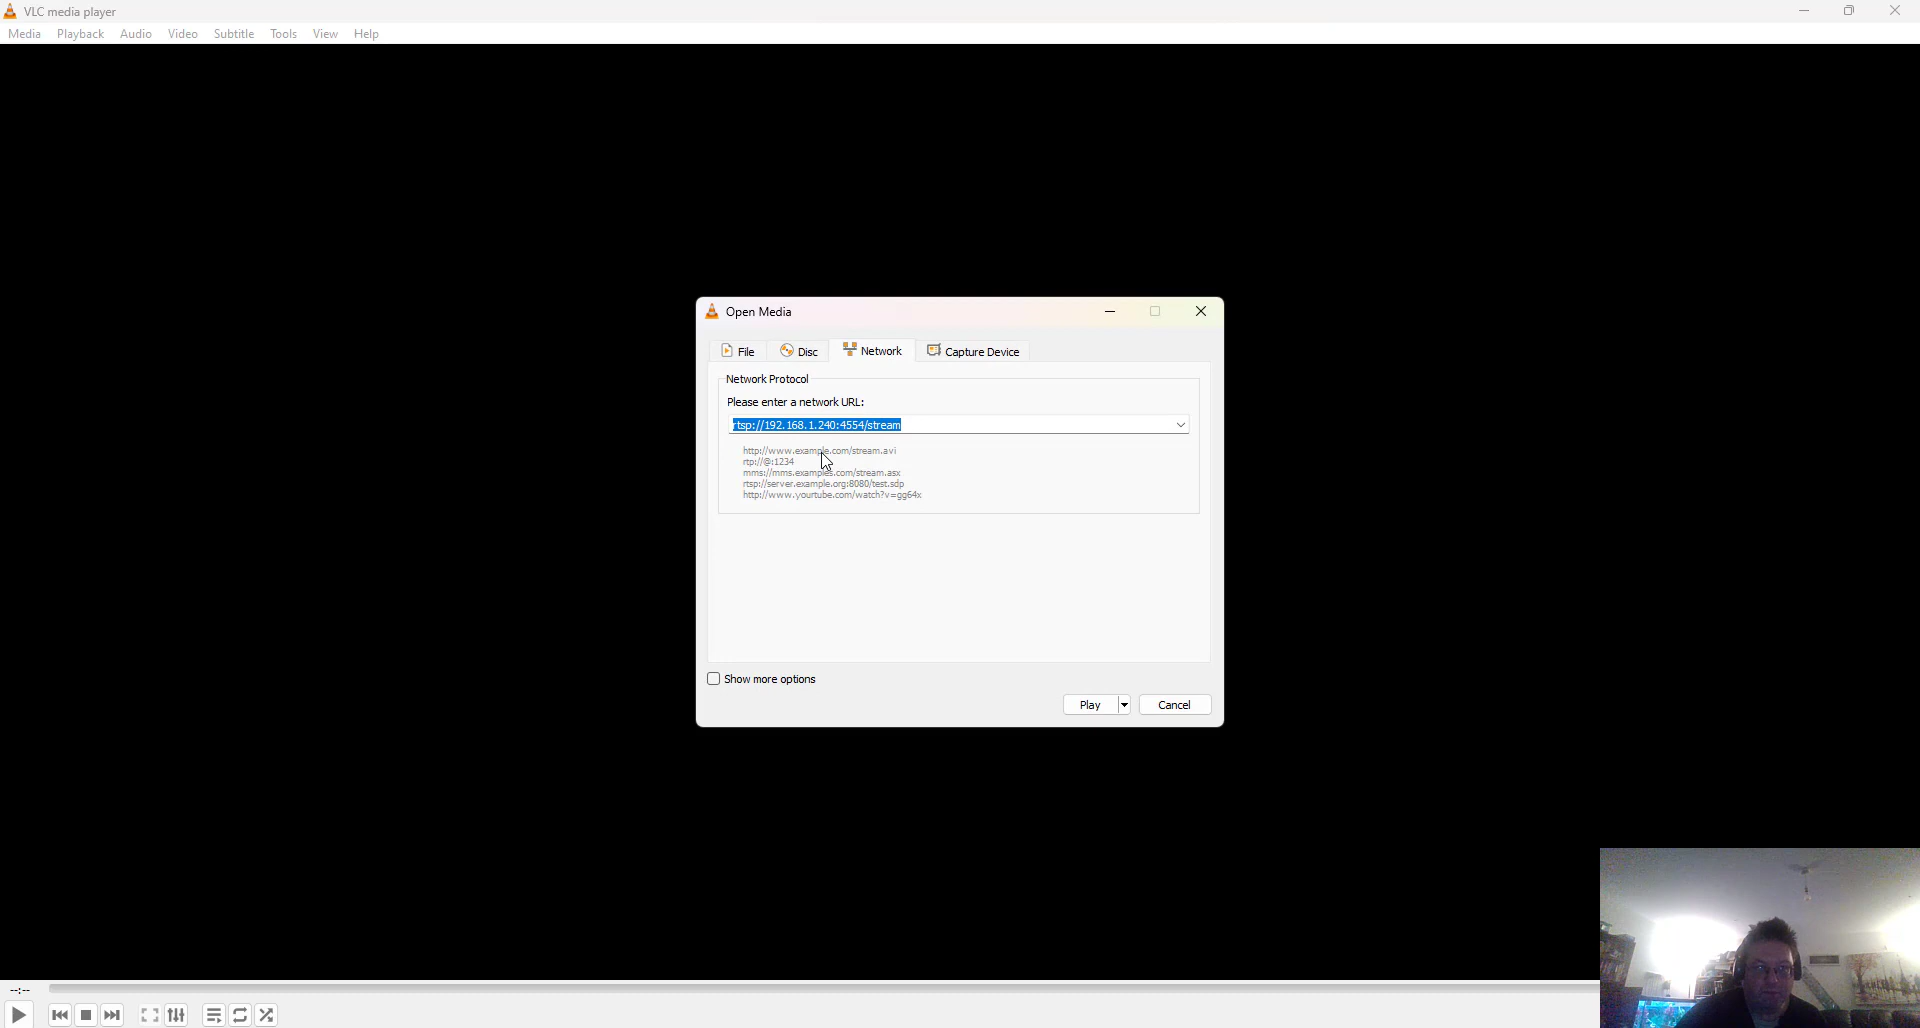 VLC media player
Media Playback Audio Video Subtitle Tools View Help
Open Media
File Disc Network Capture Device
Network Protocol
Please enter a network URL:
rtsp://192.168.1.240:4554/stream
http://www.example.com/stream.avi
rtp://@:1234
mms://mms.examples.com/stream.asx
rtsp://server.example.org:8080/test.sdp
http://www.yourtube.com/watch?v=gg64x
Show more options
Play Cancel
--:--